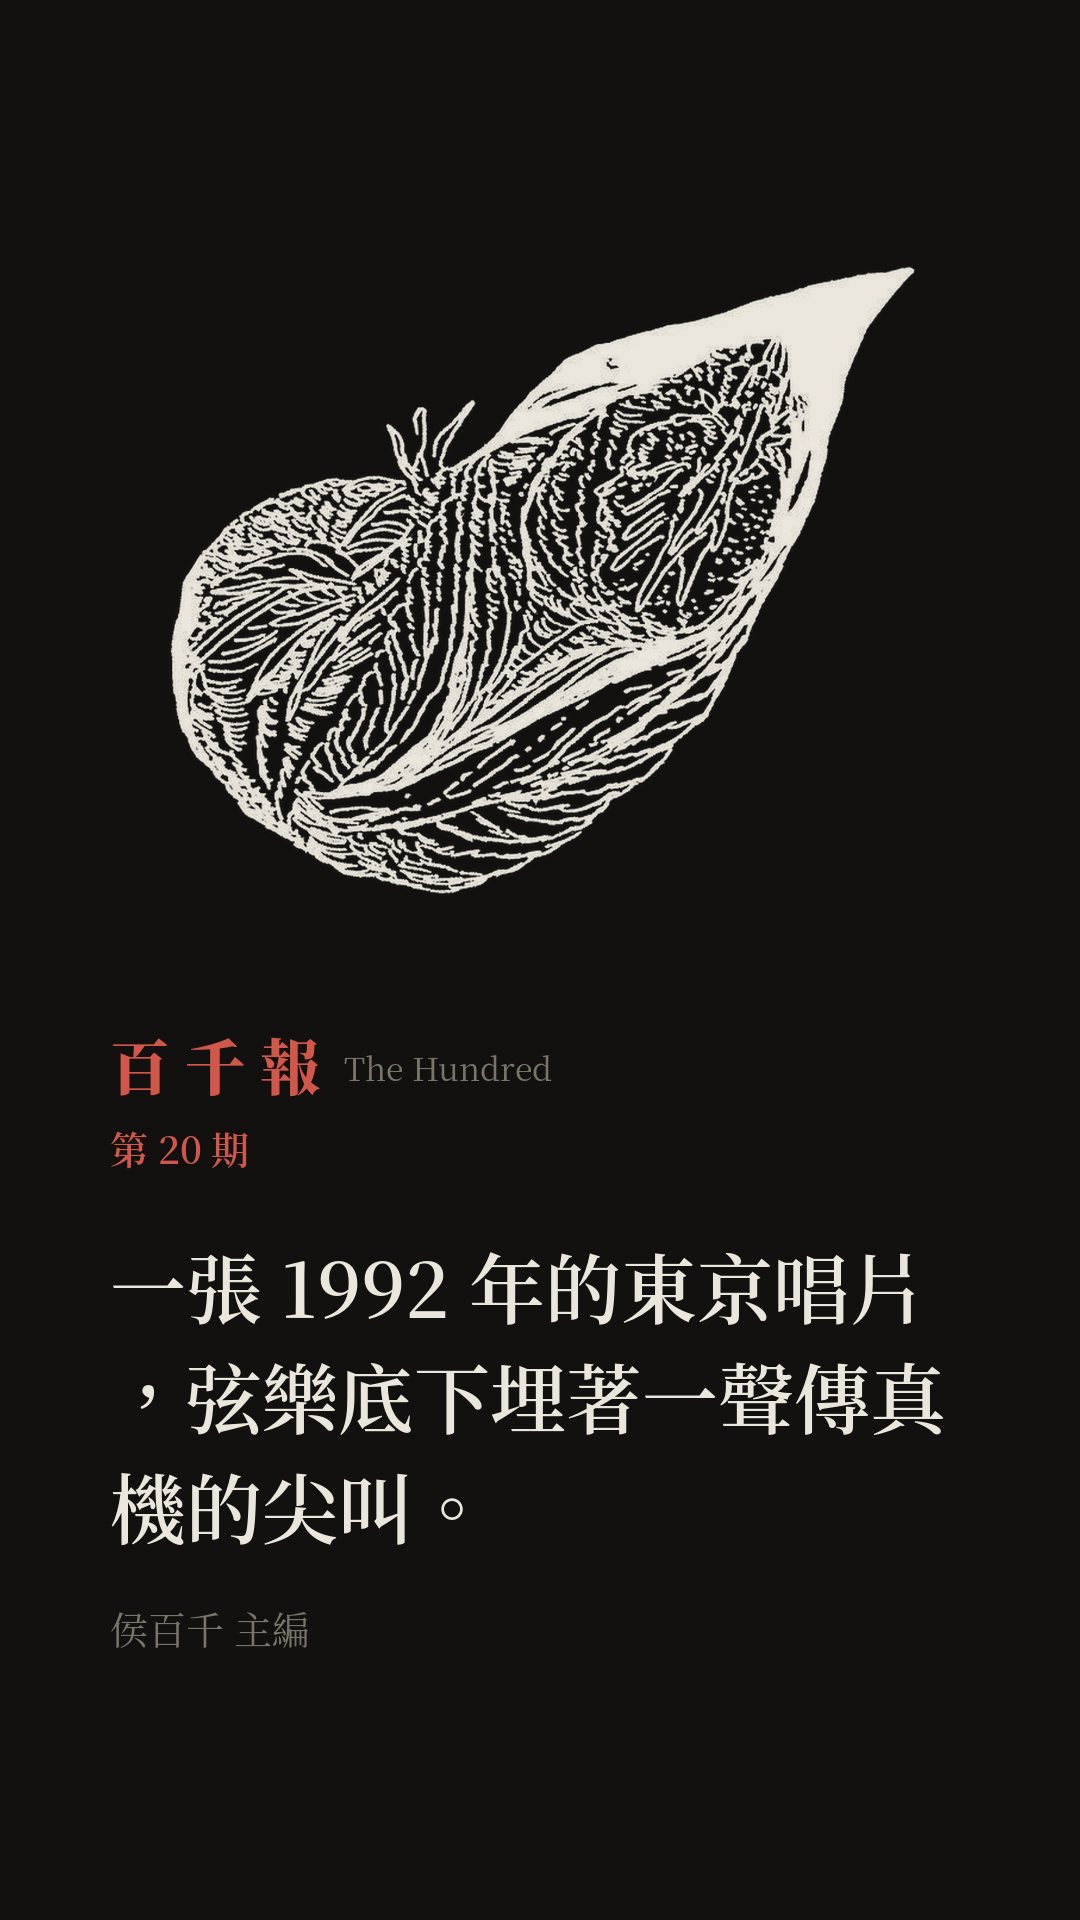 百千報 The Hundred
第 20 期
一張 1992 年的東京唱片
，弦樂底下埋著一聲傳真
機的尖叫。
侯百千 主編